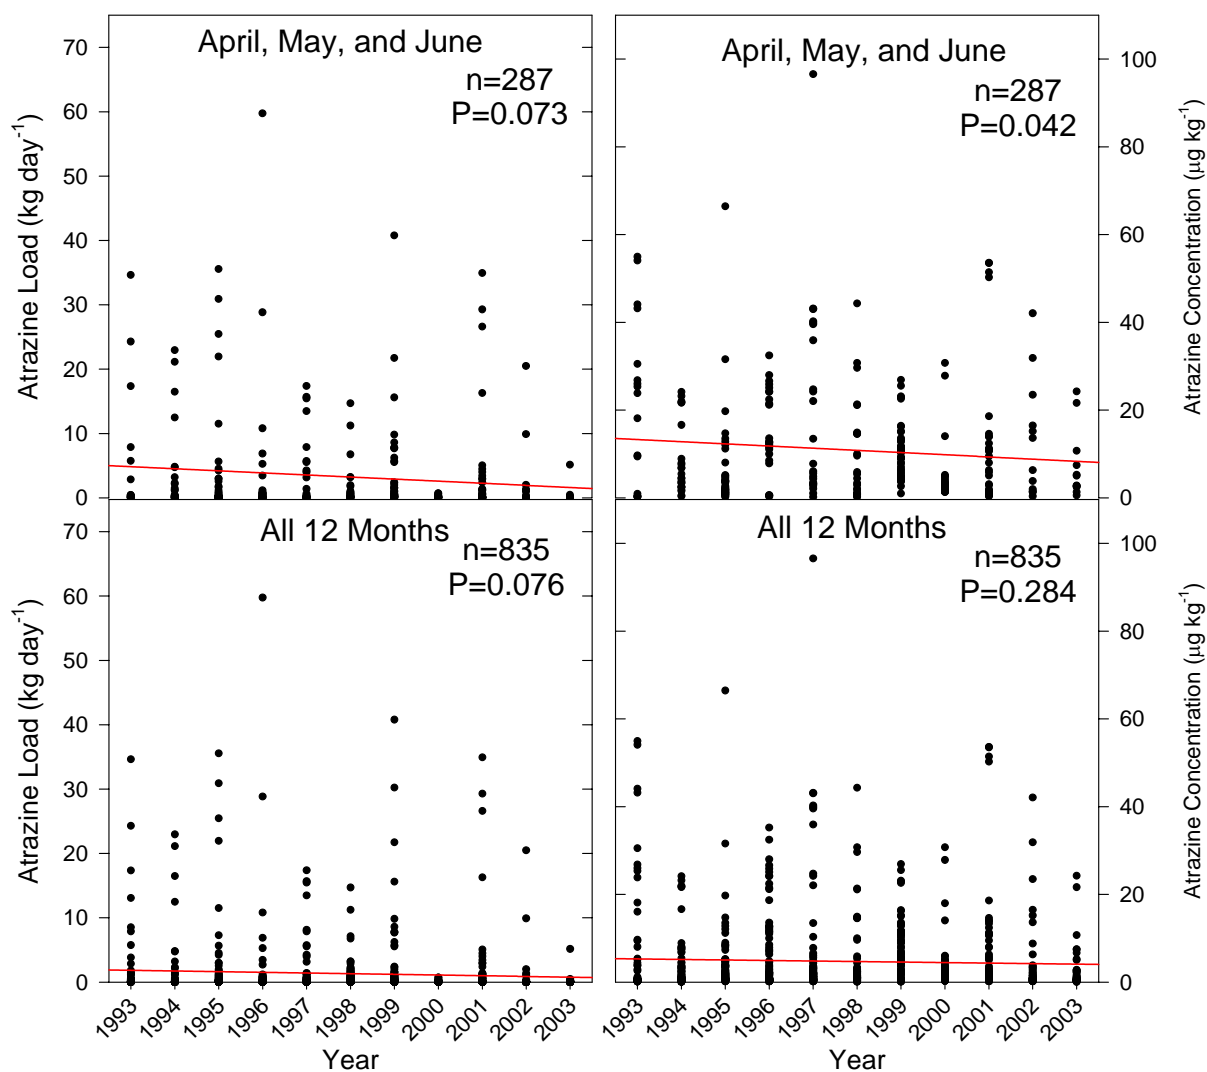 April, May, and June
n=287
P=0.073
70
60
50
40
30
20
10
0
Atrazine Load (kg day⁻¹)
April, May, and June
n=287
P=0.042
100
80
60
40
20
0
Atrazine Concentration (μg kg⁻¹)
All 12 Months
n=835
P=0.076
70
60
50
40
30
20
10
0
Atrazine Load (kg day⁻¹)
1993 1994 1995 1996 1997 1998 1999 2000 2001 2002 2003
Year
All 12 Months
n=835
P=0.284
100
80
60
40
20
0
Atrazine Concentration (μg kg⁻¹)
1993 1994 1995 1996 1997 1998 1999 2000 2001 2002 2003
Year